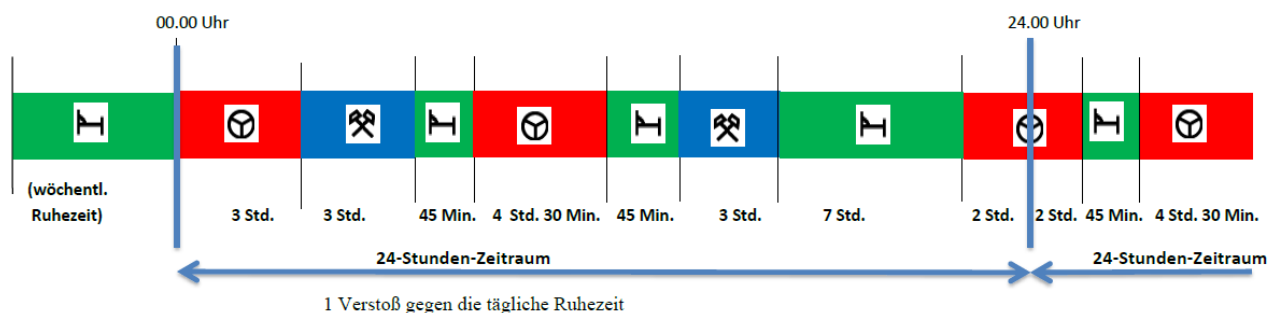 00.00 Uhr 24.00 Uhr
(wöchentl.
Ruhezeit) 3 Std. 3 Std. 45 Min. 4 Std. 30 Min. 45 Min. 3 Std. 7 Std. 2 Std. 2 Std. 45 Min. 4 Std. 30 Min.
24-Stunden-Zeitraum 24-Stunden-Zeitraum
1 Verstoß gegen die tägliche Ruhezeit